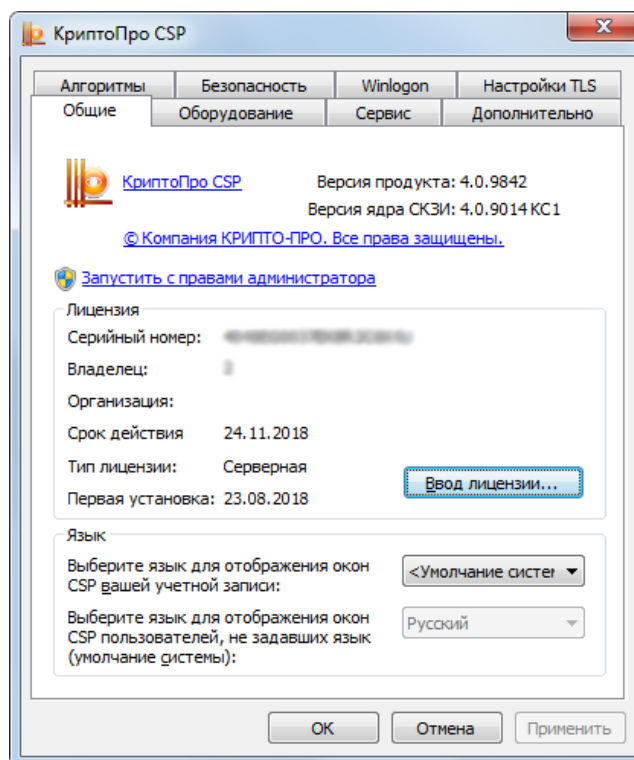 КриптоПро CSP
Алгоритмы Безопасность Winlogon Настройки TLS
Общие Оборудование Сервис Дополнительно
КриптоПро CSP Версия продукта: 4.0.9842
Версия ядра СКЗИ: 4.0.9014 КС1
© Компания КРИПТО-ПРО. Все права защищены.
Запустить с правами администратора
Лицензия
Серийный номер:
Владелец:
Организация:
Срок действия 24.11.2018
Тип лицензии: Серверная
Ввод лицензии...
Первая установка: 23.08.2018
Язык
Выберите язык для отображения окон
CSP вашей учетной записи:
<Умолчание систег
Выберите язык для отображения окон
CSP пользователей, не задавших язык
(умолчание системы):
Русский
ОК Отмена Применить